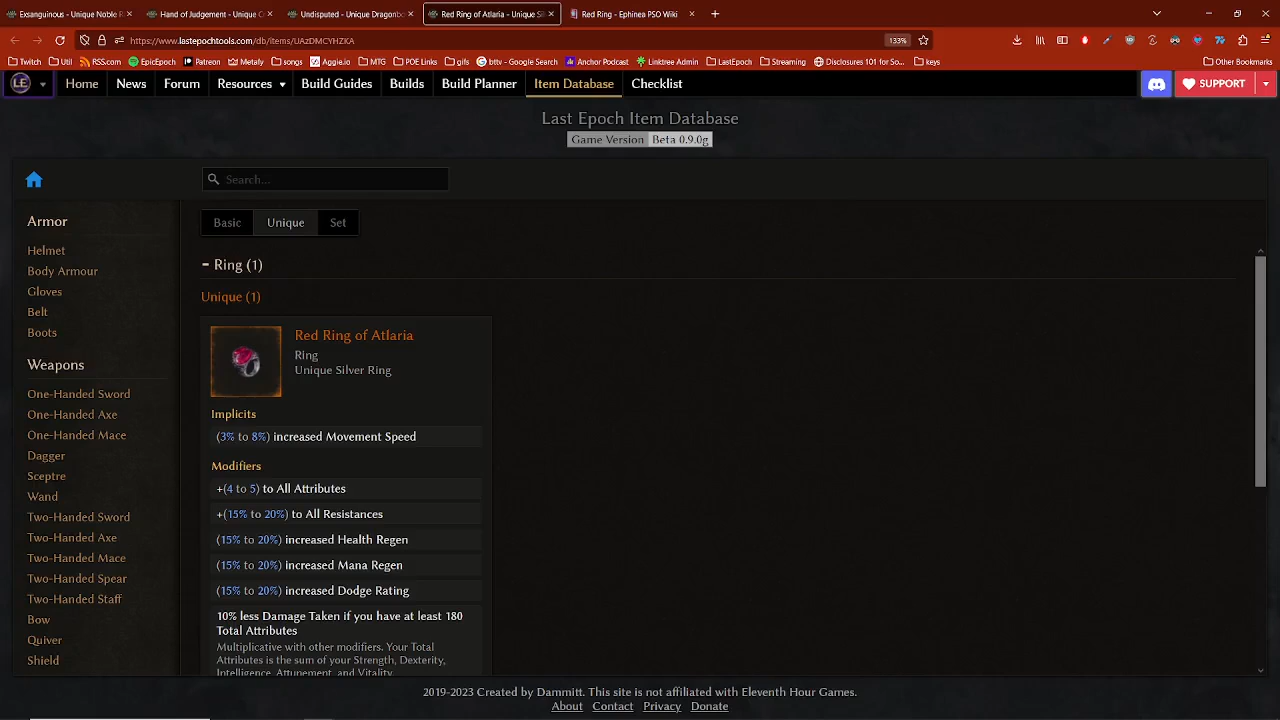 Exsanguinous - Unique Noble R
Hand of Judgement - Unique C
Undisputed - Unique Dragonbo
Red Ring of Atlaria - Unique Sil
Red Ring - Ephinea PSO Wiki
https://www.lastepochtools.com/db/items/UAzDMCYHZIKA
133%
Twitch
Util
RSS.com
EpicEpoch
Patreon
Metafy
songs
Aggie.io
MTG
POE Links
gifs
bttv - Google Search
Anchor Podcast
Linktree Admin
LastEpoch
Streaming
Disclosures 101 for So...
keys
Other Bookmarks
LE
Home
News
Forum
Resources
Build Guides
Builds
Build Planner
Item Database
Checklist
SUPPORT
Last Epoch Item Database
Game Version Beta 0.9.0g
Search...
Armor
Helmet
Body Armour
Gloves
Belt
Boots
Weapons
One-Handed Sword
One-Handed Axe
One-Handed Mace
Dagger
Sceptre
Wand
Two-Handed Sword
Two-Handed Axe
Two-Handed Mace
Two-Handed Spear
Two-Handed Staff
Bow
Quiver
Shield
Basic
Unique
Set
- Ring (1)
Unique (1)
Red Ring of Atlaria
Ring
Unique Silver Ring
Implicits
(3% to 8%) increased Movement Speed
Modifiers
+(4 to 5) to All Attributes
+(15% to 20%) to All Resistances
(15% to 20%) increased Health Regen
(15% to 20%) increased Mana Regen
(15% to 20%) increased Dodge Rating
10% less Damage Taken if you have at least 180
Total Attributes
Multiplicative with other modifiers. Your Total
Attributes is the sum of your Strength, Dexterity,
Intelligence, Attunement, and Vitality.
2019-2023 Created by Dammitt. This site is not affiliated with Eleventh Hour Games.
About
Contact
Privacy
Donate